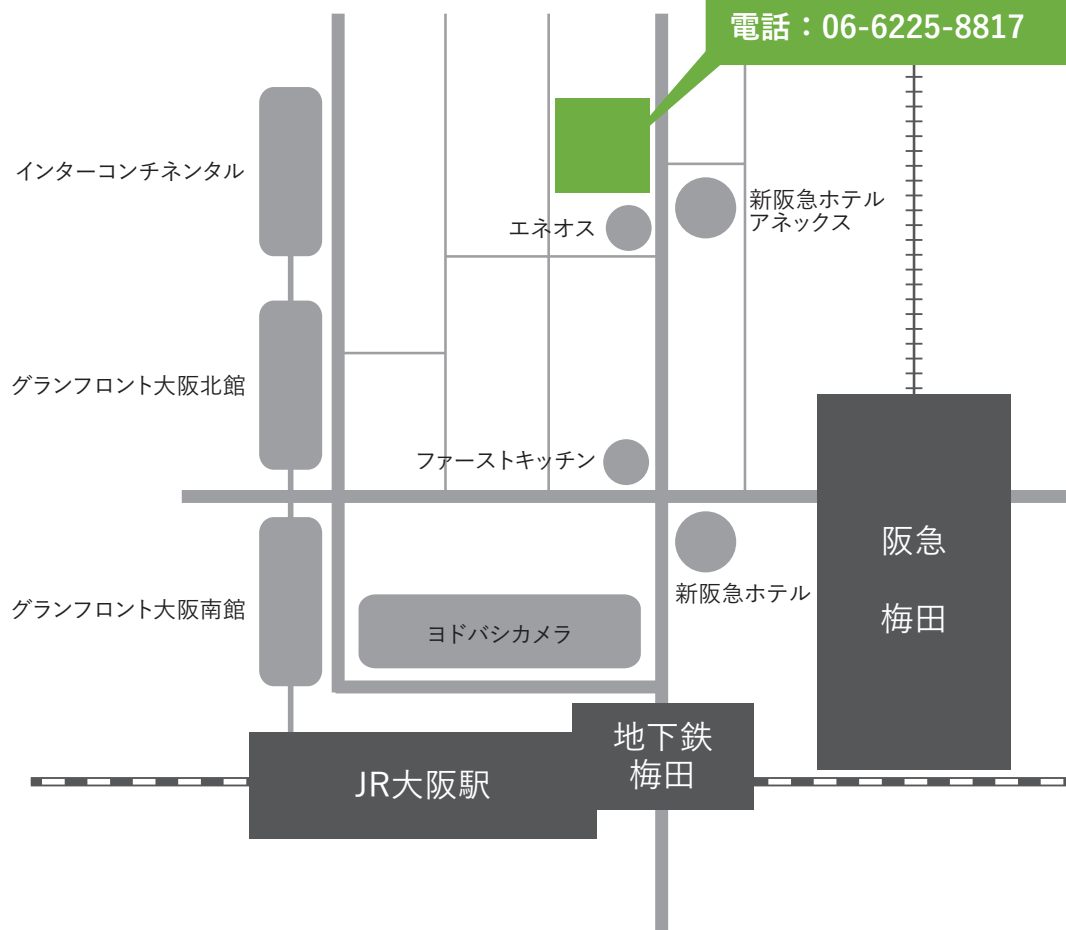 電話：06-6225-8817
インターコンチネンタル
新阪急ホテル
アネックス
エネオス
グランフロント大阪北館
ファーストキッチン
阪急
梅田
新阪急ホテル
グランフロント大阪南館
ヨドバシカメラ
地下鉄
梅田
JR大阪駅